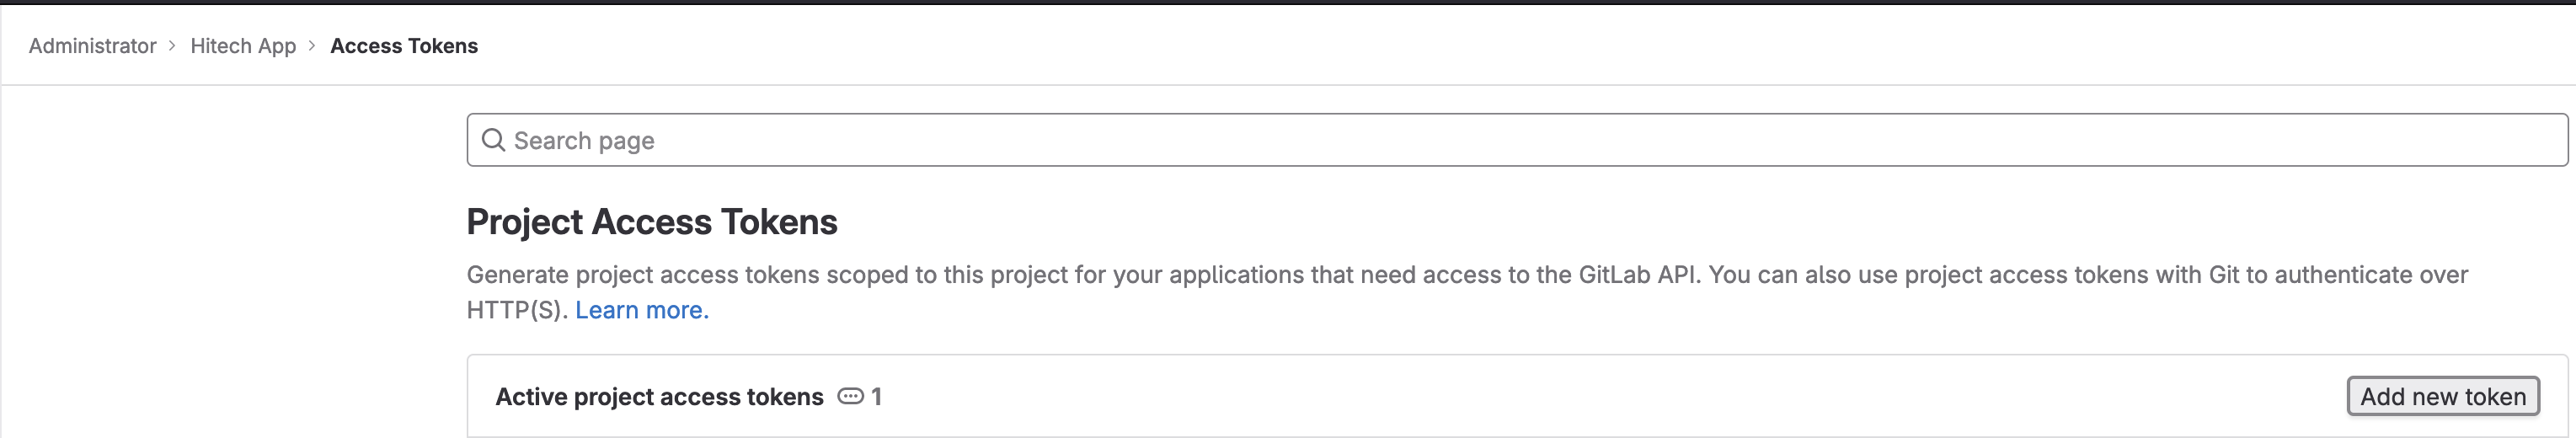 Administrator > Hitech App > Access Tokens
Search page
Project Access Tokens
Generate project access tokens scoped to this project for your applications that need access to the GitLab API. You can also use project access tokens with Git to authenticate over
HTTP(S). Learn more.
Active project access tokens 1 Add new token